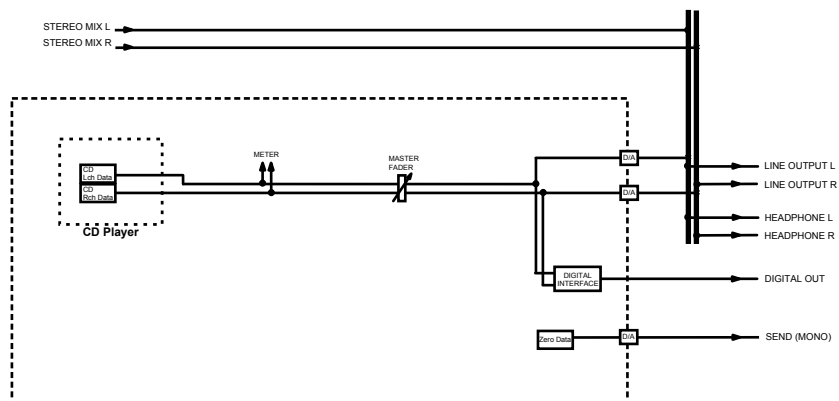 STEREO MIX L
STEREO MIX R
METER
MASTER
FADER
CD
Lch Data
CD
Rch Data
CD Player
D/A
D/A
LINE OUTPUT L
LINE OUTPUT R
HEADPHONE L
HEADPHONE R
DIGITAL
INTERFACE
DIGITAL OUT
Zero Data
D/A
SEND (MONO)